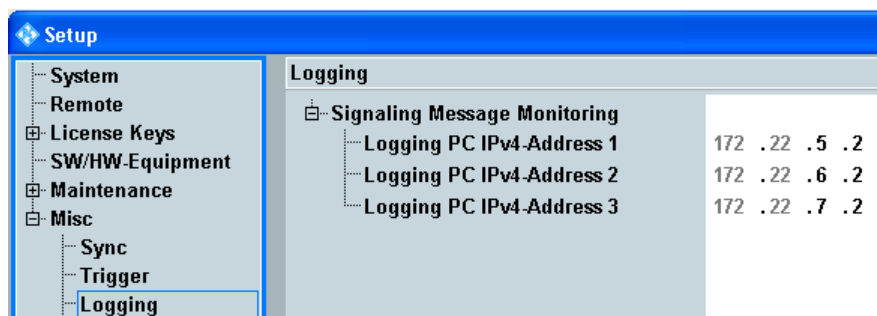 Setup
System
Remote
License Keys
SW/HW-Equipment
Maintenance
Misc
Sync
Trigger
Logging
Logging
Signaling Message Monitoring
Logging PC IPv4-Address 1 172 .22 .5 .2
Logging PC IPv4-Address 2 172 .22 .6 .2
Logging PC IPv4-Address 3 172 .22 .7 .2